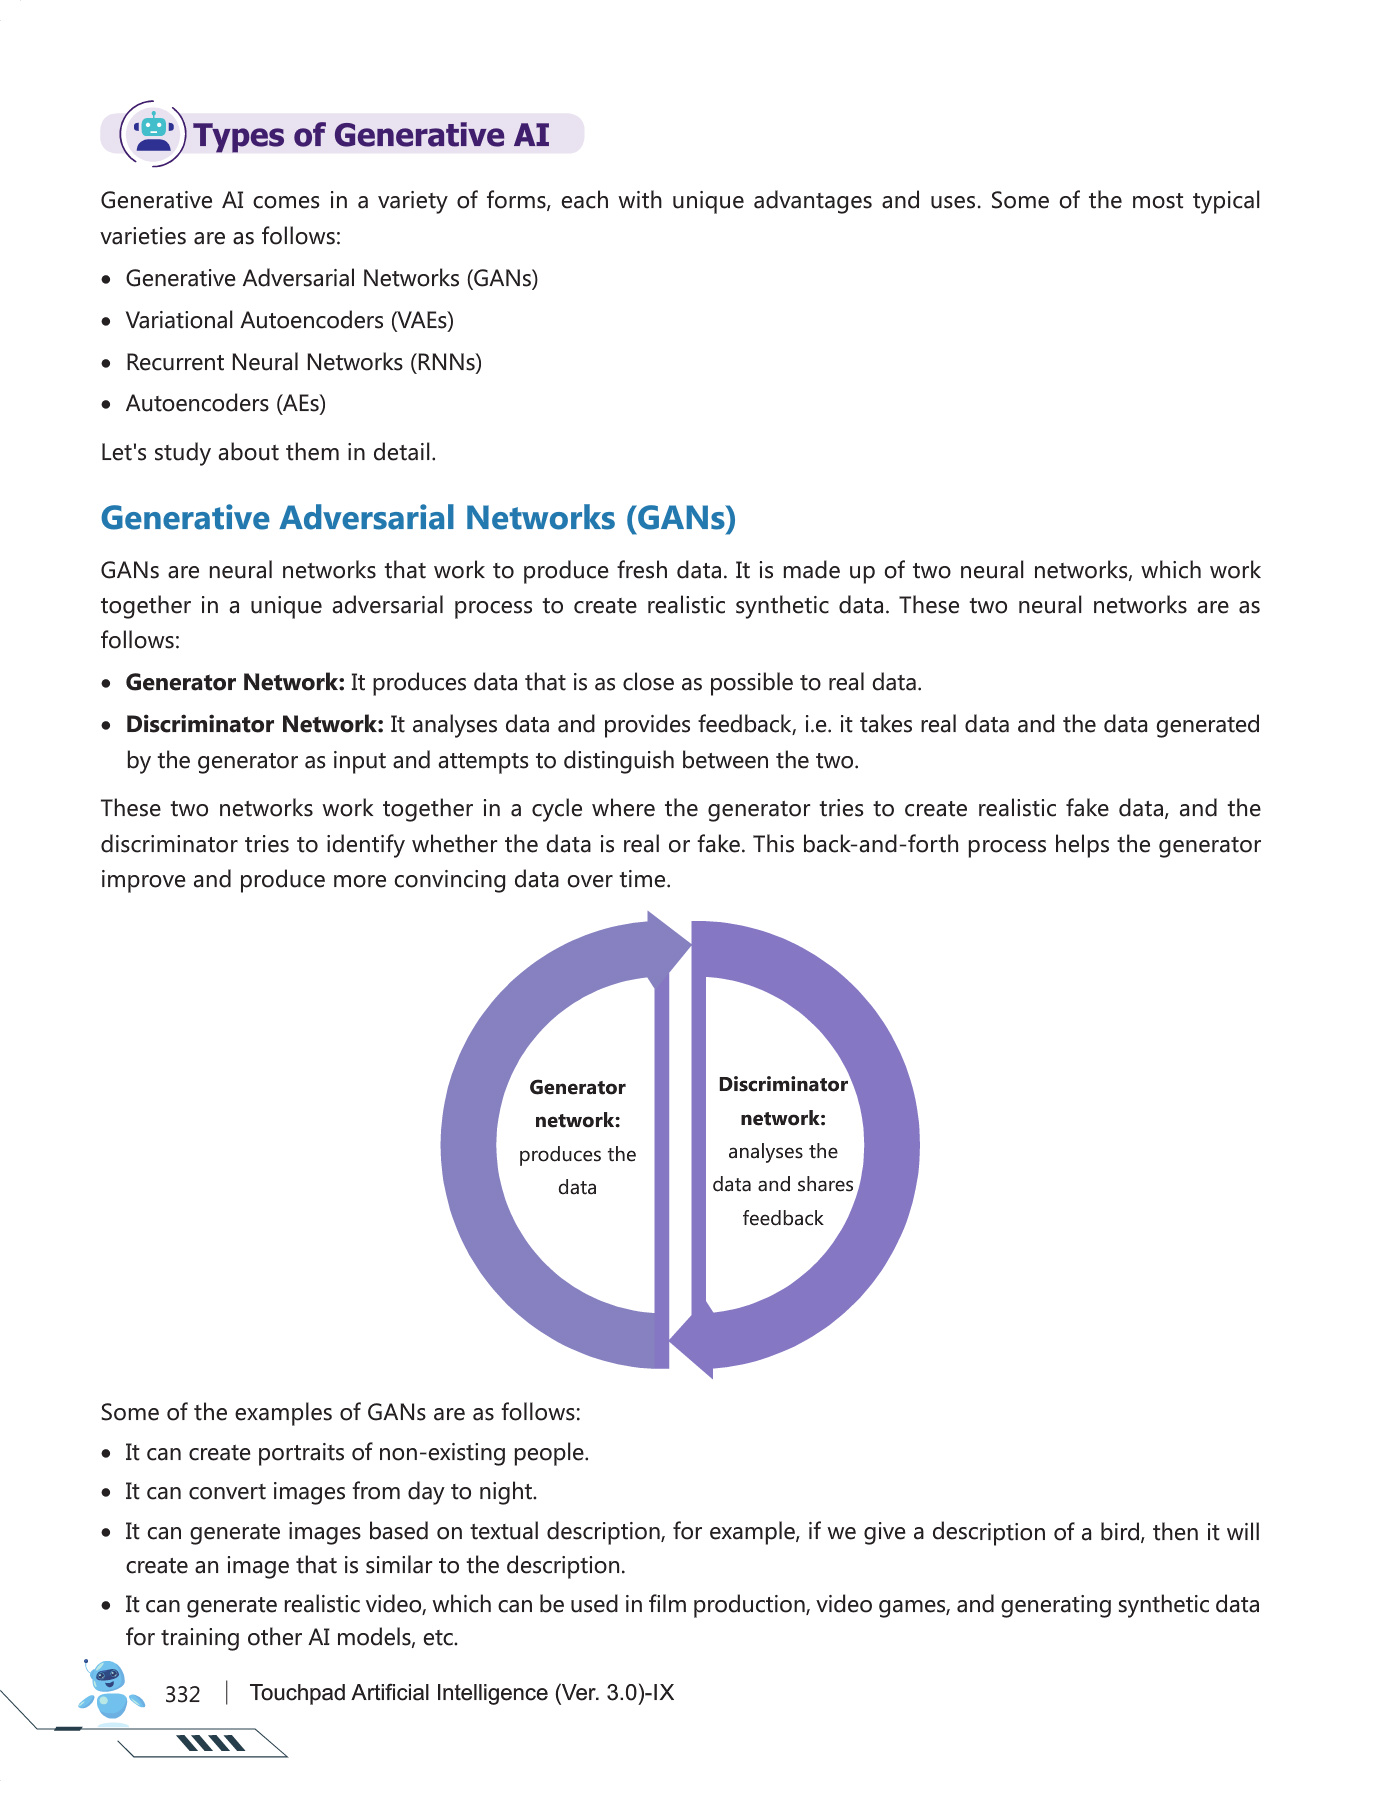 Types of Generative AI
Generative AI comes in a variety of forms, each with unique advantages and uses. Some of the most typical
varieties are as follows:
• Generative Adversarial Networks (GANs)
• Variational Autoencoders (VAEs)
• Recurrent Neural Networks (RNNs)
• Autoencoders (AEs)
Let's study about them in detail.
Generative Adversarial Networks (GANs)
GANs are neural networks that work to produce fresh data. It is made up of two neural networks, which work
together in a unique adversarial process to create realistic synthetic data. These two neural networks are as
follows:
• Generator Network: It produces data that is as close as possible to real data.
• Discriminator Network: It analyses data and provides feedback, i.e. it takes real data and the data generated
by the generator as input and attempts to distinguish between the two.
These two networks work together in a cycle where the generator tries to create realistic fake data, and the
discriminator tries to identify whether the data is real or fake. This back-and-forth process helps the generator
improve and produce more convincing data over time.
Generator
network:
produces the
data
Discriminator
network:
analyses the
data and shares
feedback
Some of the examples of GANs are as follows:
• It can create portraits of non-existing people.
• It can convert images from day to night.
• It can generate images based on textual description, for example, if we give a description of a bird, then it will
create an image that is similar to the description.
• It can generate realistic video, which can be used in film production, video games, and generating synthetic data
for training other AI models, etc.
332 | Touchpad Artificial Intelligence (Ver. 3.0)-IX